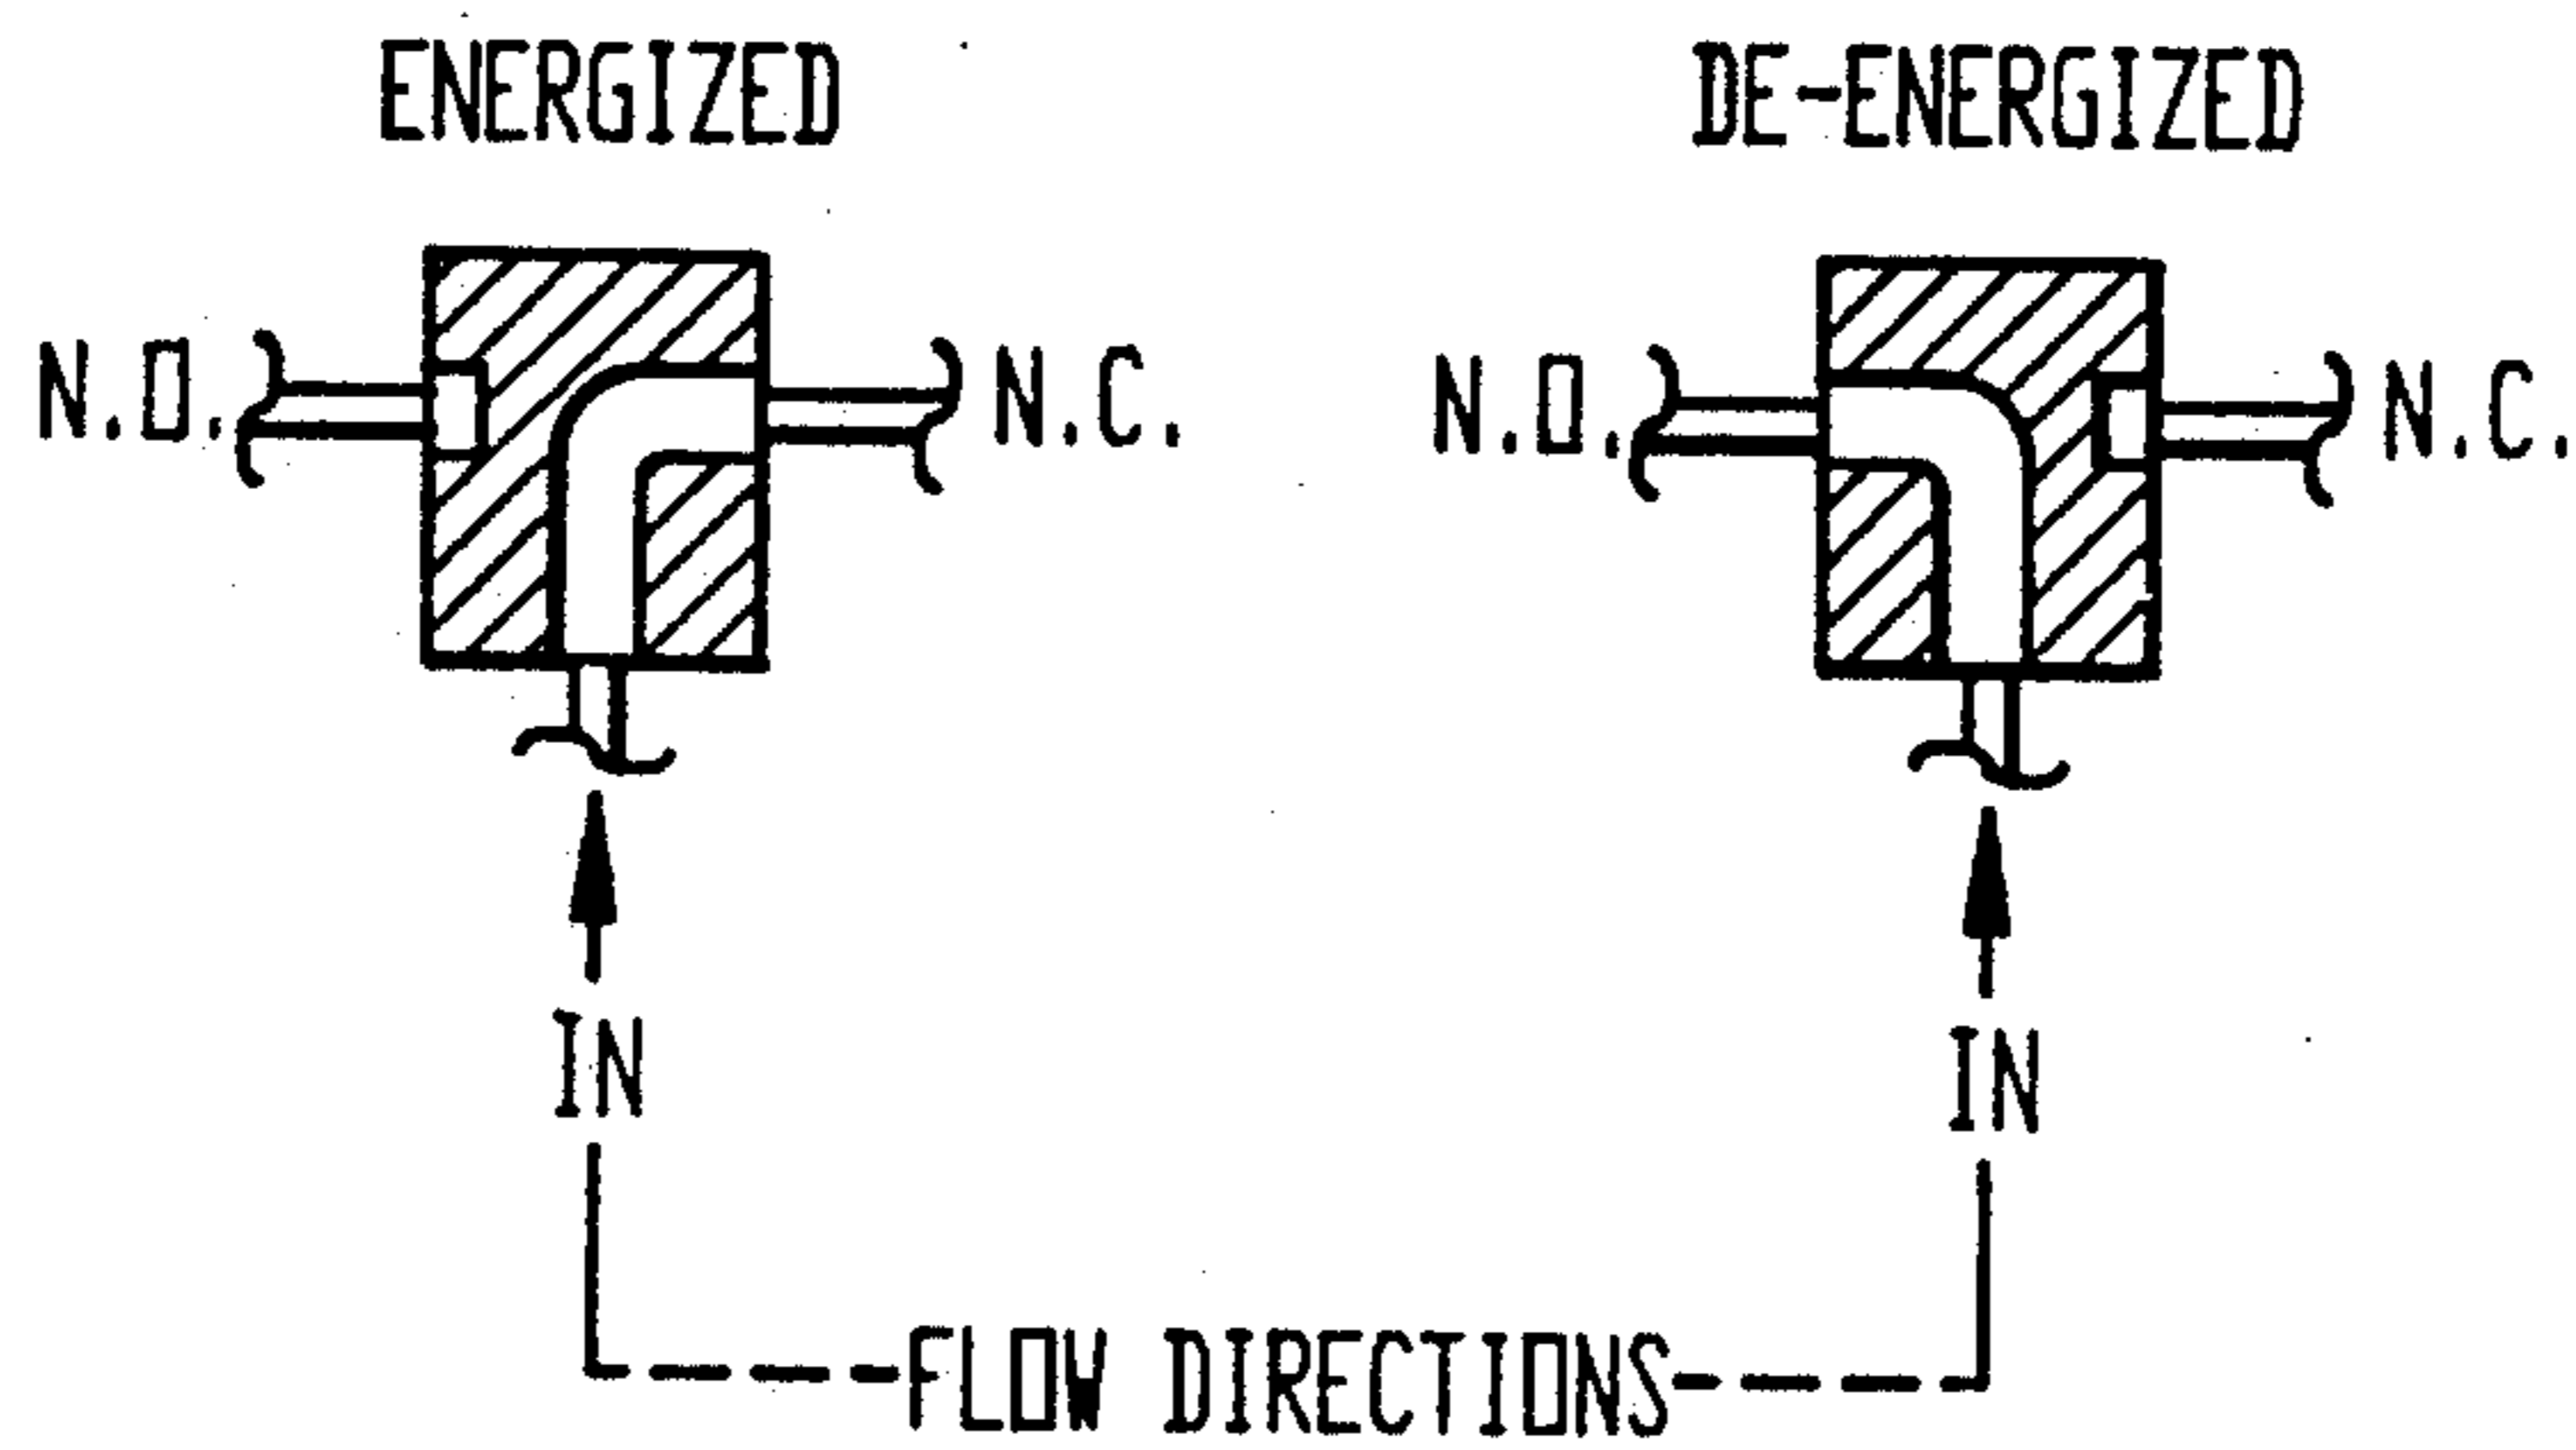 ENERGIZED
DE-ENERGIZED
N.O.
N.C.
N.O.
N.C.
IN
IN
FLOW DIRECTIONS